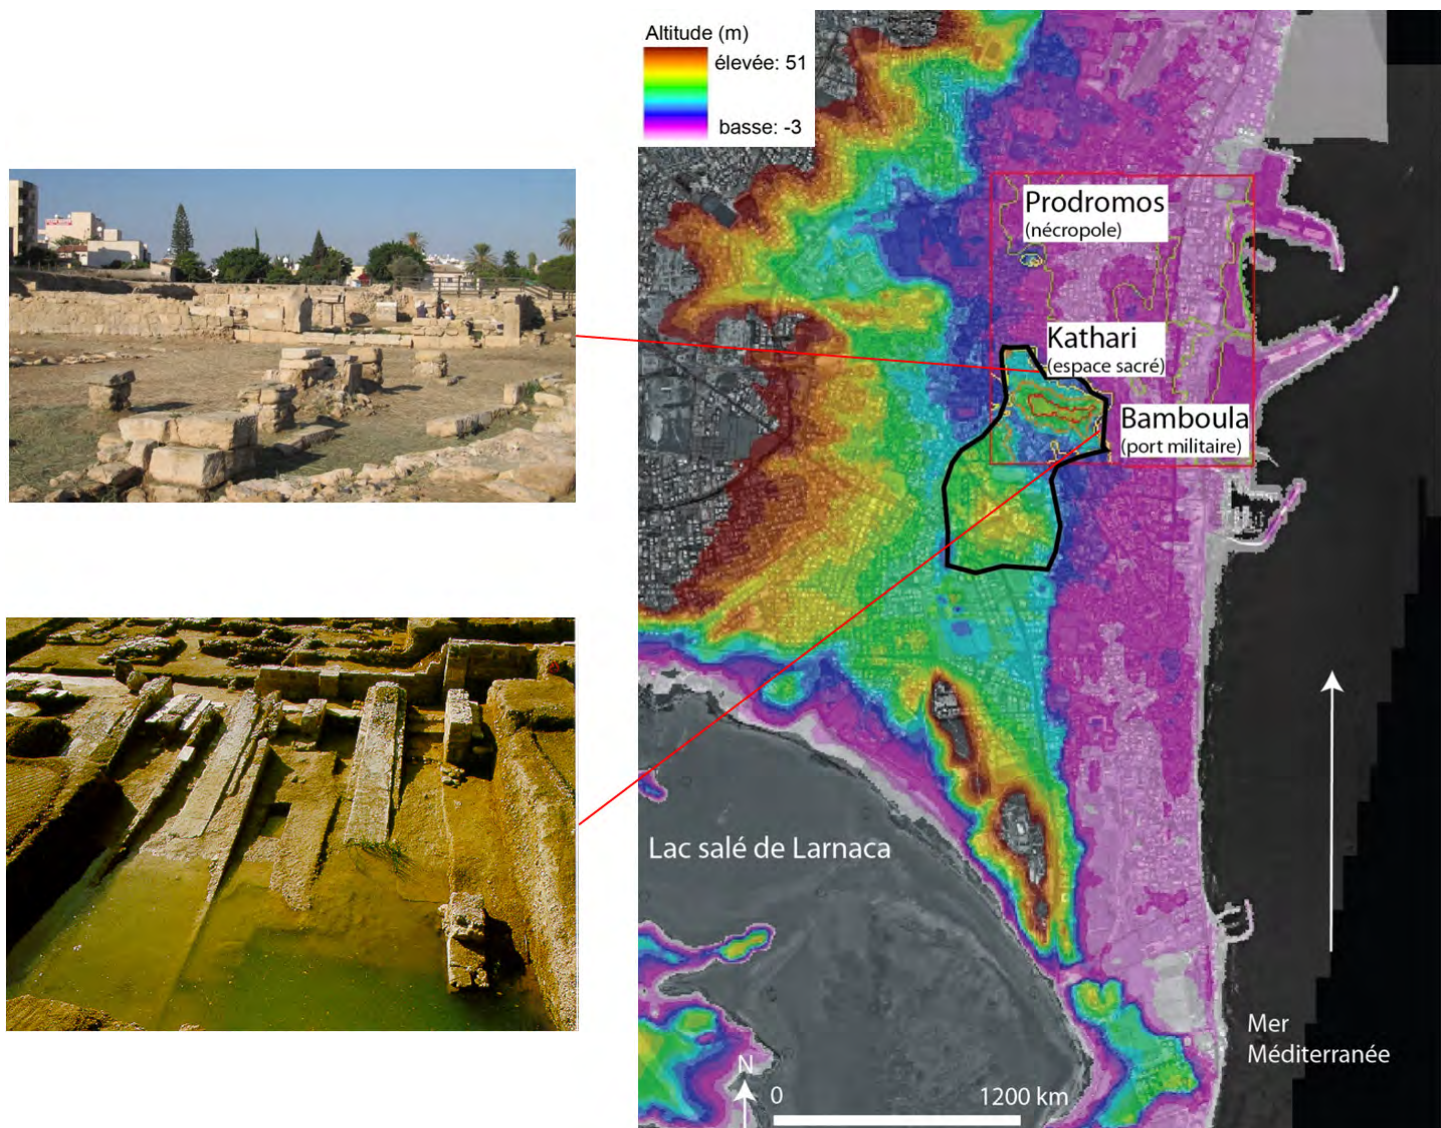 Altitude (m)
élevée: 51
basse: -3
Prodromos
(nécropole)
Kathari
(espace sacré)
Bamboula
(port militaire)
Lac salé de Larnaca
Mer
Méditerranée
N
0
1200 km